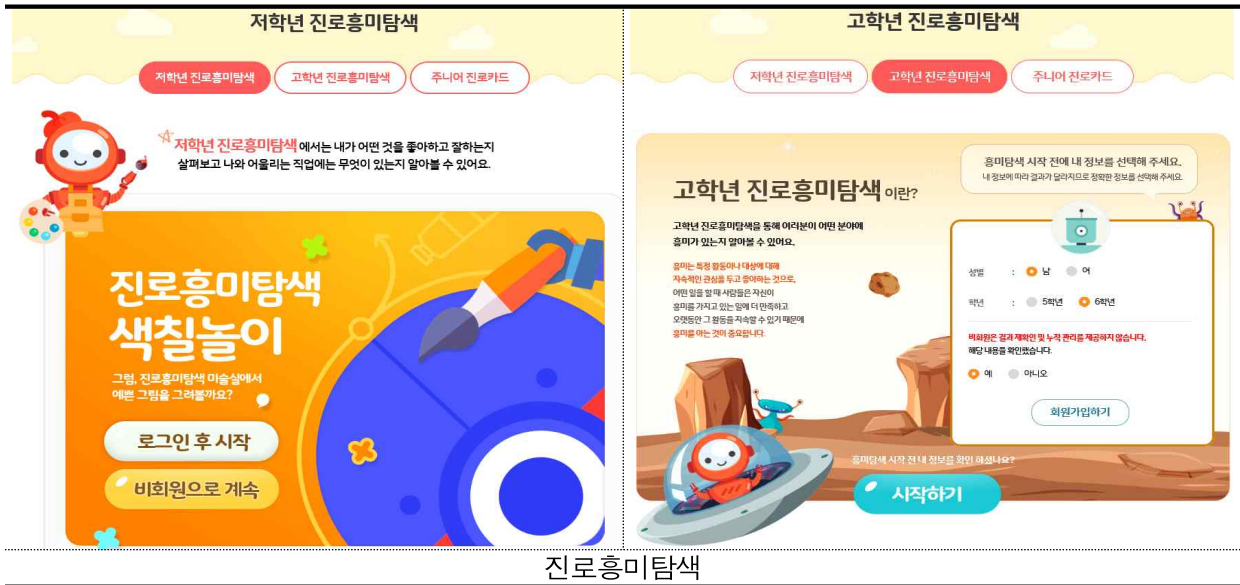 저학년 진로흥미탐색
저학년 진로흥미탐색
고학년 진로흥미탐색
주니어 진로카드
저학년 진로흥미탐색에서는 내가 어떤 것을 좋아하고 잘하는지
살펴보고 나와 어울리는 직업에는 무엇이 있는지 알아볼 수 있어요.
진로흥미탐색
색칠놀이
그럼, 진로흥미탐색 미술실에서
예쁜 그림을 그려볼까요?
로그인 후 시작
비회원으로 계속
고학년 진로흥미탐색
저학년 진로흥미탐색
고학년 진로흥미탐색
주니어 진로카드
고학년 진로흥미탐색이란?
고학년 진로흥미탐색을 통해 여러분이 어떤 분야에
흥미가 있는지 알아볼 수 있어요.
흥미는 특정 활동이나 대상에 대해
지속적인 관심을 두고 좋아하는 것으로,
어떤 일을 할 때 사람들은 자신이
흥미를 가지고 있는 일에 더 만족하고
오랫동안 그 활동을 지속할 수 있기 때문에
흥미를 아는 것이 중요합니다.
흥미탐색 시작 전에 내 정보를 선택해 주세요.
내 정보에 따라 결과가 달라지므로 정확한 정보를 선택해 주세요.
성별 : 남 여
학년 : 5학년 6학년
비회원은 결과 재확인 및 누적 관리를 제공하지 않습니다.
해당 내용을 확인했습니다.
예 아니오
회원가입하기
흥미탐색 시작 전 내 정보를 확인 하셨나요?
시작하기
진로흥미탐색